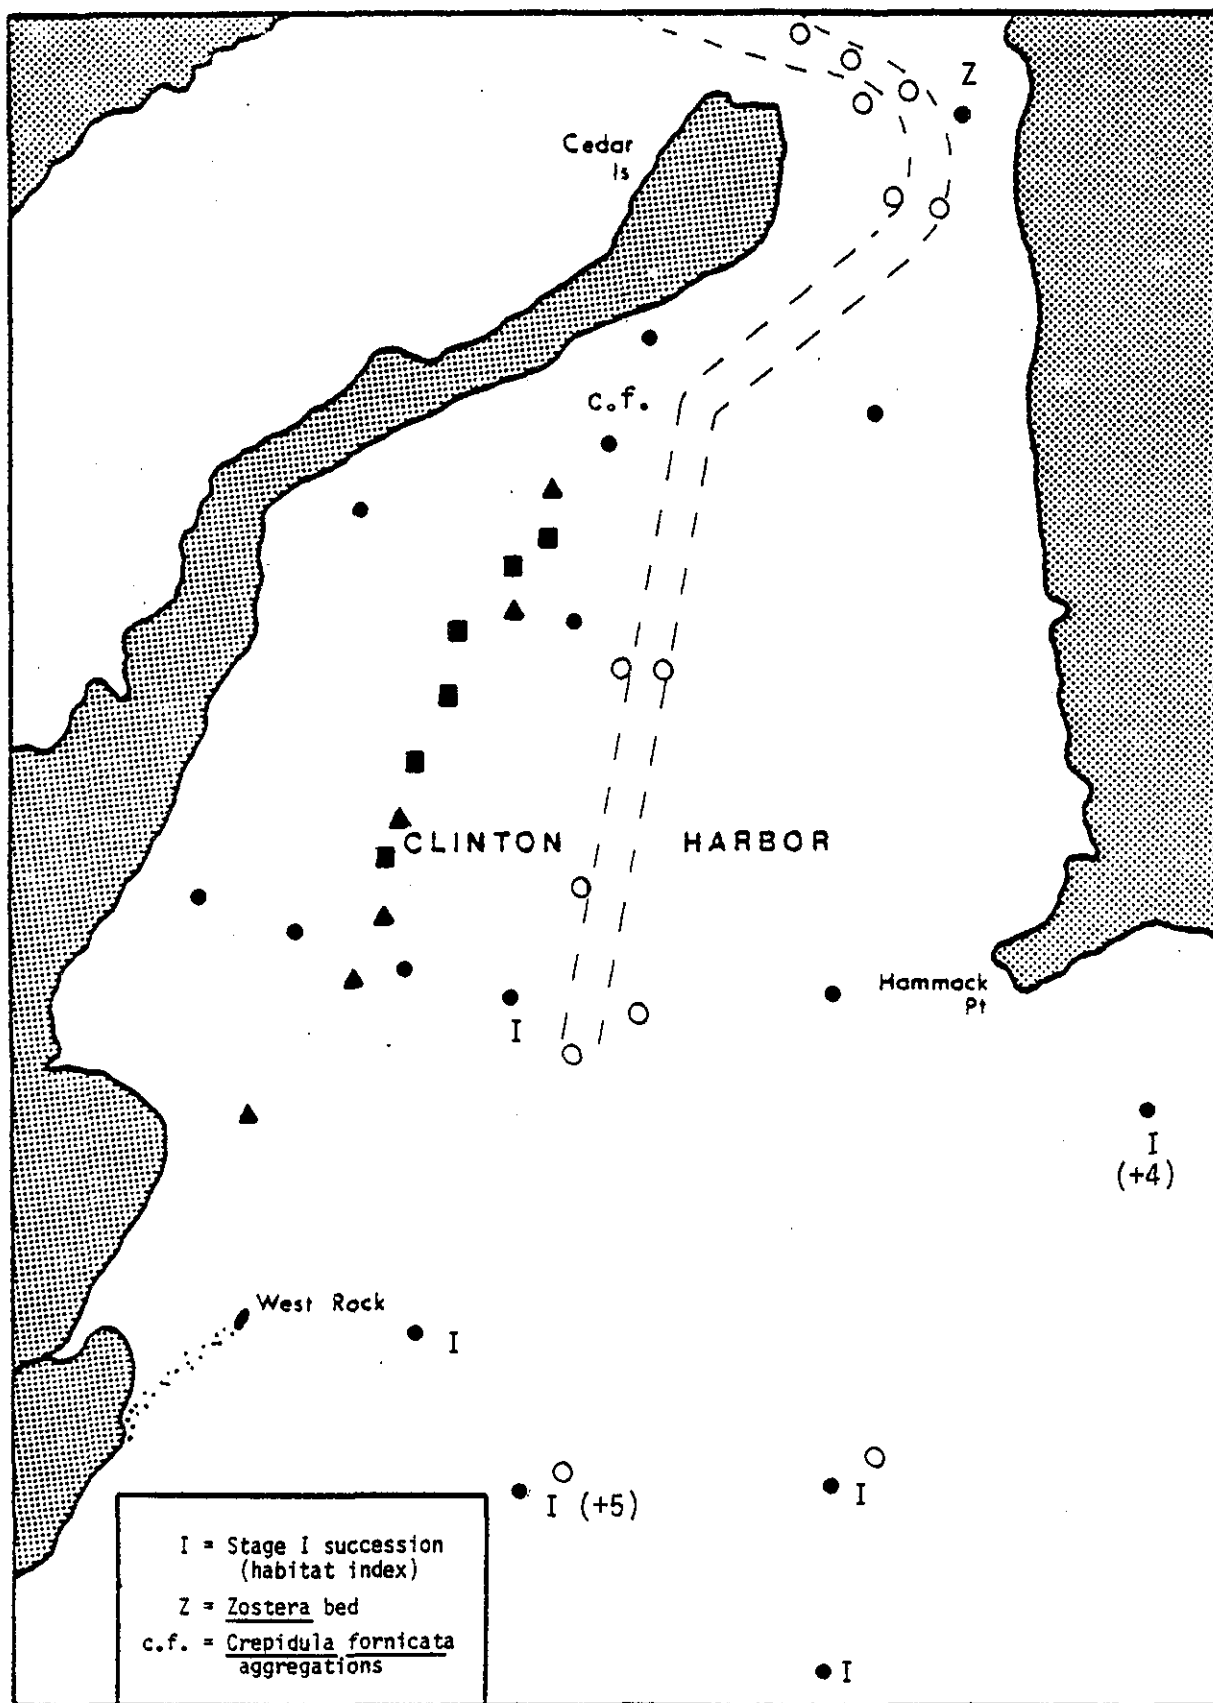 Z
Cedar
Is
c.f.
CLINTON HARBOR
Hammock
Pt
I
I
(+4)
West Rock
I
I (+5)
I
I
I = Stage I succession
(habitat index)
Z = Zostera bed
c.f. = Crepidula fornicata
aggregations